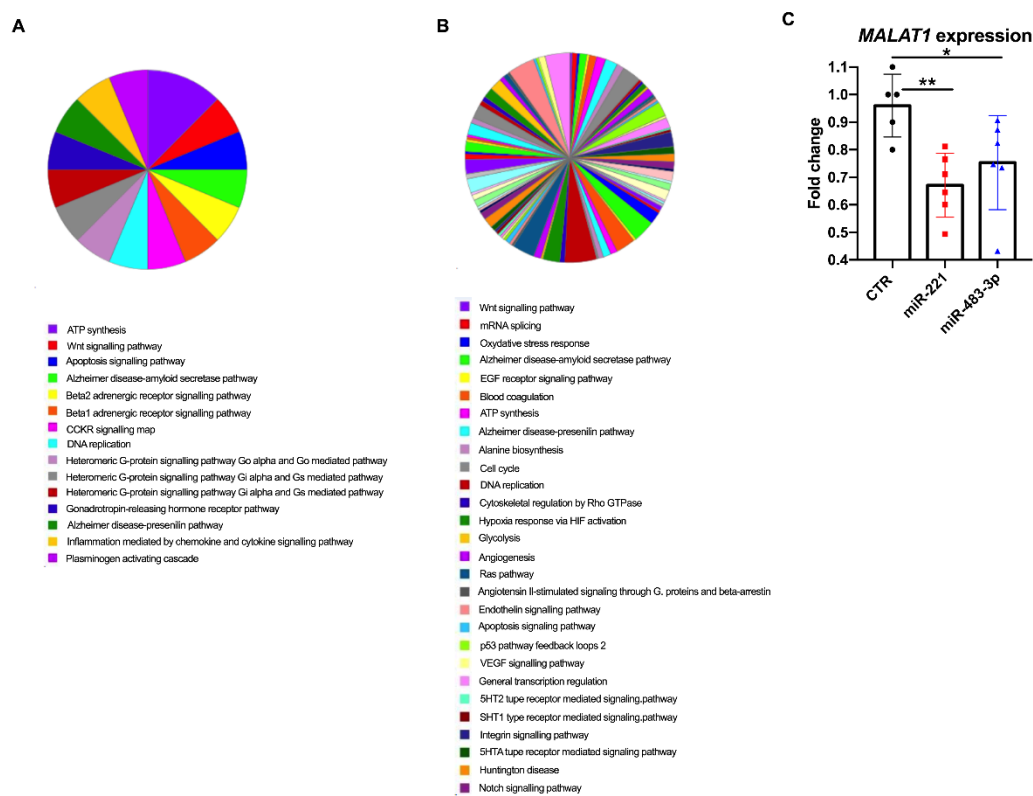 A
ATP synthesis
Wnt signalling pathway
Apoptosis signalling pathway
Alzheimer disease-amyloid secretase pathway
Beta2 adrenergic receptor signalling pathway
Beta1 adrenergic receptor signalling pathway
CCKR signalling map
DNA replication
Heteromeric G-protein signalling pathway Go alpha and Go mediated pathway
Heteromeric G-protein signalling pathway Gi alpha and Gs mediated pathway
Heteromeric G-protein signalling pathway Gi alpha and Gs mediated pathway
Gonadrotropin-releasing hormone receptor pathway
Alzheimer disease-presenilin pathway
Inflammation mediated by chemokine and cytokine signalling pathway
Plasminogen activating cascade
B
Wnt signalling pathway
mRNA splicing
Oxydative stress response
Alzheimer disease-amyloid secretase pathway
EGF receptor signaling pathway
Blood coagulation
ATP synthesis
Alzheimer disease-presenilin pathway
Alanine biosynthesis
Cell cycle
DNA replication
Cytoskeletal regulation by Rho GTPase
Hypoxia response via HIF activation
Glycolysis
Angiogenesis
Ras pathway
Angiotensin II-stimulated signaling through G. proteins and beta-arrestin
Endothelin signalling pathway
Apoptosis signaling pathway
p53 pathway feedback loops 2
VEGF signalling pathway
General transcription regulation
5HT2 tupe receptor mediated signaling.pathway
SHT1 type receptor mediated signaling.pathway
Integrin signalling pathway
5HTA tupe receptor mediated signaling pathway
Huntington disease
Notch signalling pathway
C
MALAT1 expression
*
**
Fold change
1.1
1.0
0.9
0.8
0.7
0.6
0.5
0.4
CTR
miR-221
miR-483-3p